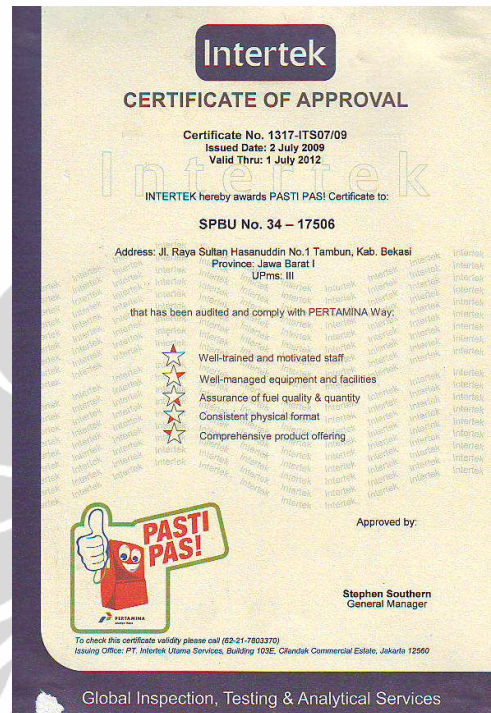 Intertek
CERTIFICATE OF APPROVAL
Certificate No. 1317-ITS07/09
Issued Date: 2 July 2009
Valid Thru: 1 July 2012
Intertek
INTERTEK hereby awards PASTI PAS! Certificate to:
SPBU No. 34 – 17506
Address: Jl. Raya Sultan Hasanuddin No.1 Tambun, Kab. Bekasi
Province: Jawa Barat I
UPms: III
that has been audited and comply with PERTAMINA Way:
Well-trained and motivated staff
Well-managed equipment and facilities
Assurance of fuel quality & quantity
Consistent physical format
Comprehensive product offering
PASTI
PAS!
PERTAMINA
Approved by:
Stephen Southern
General Manager
To check this certificate validity please call (62-21-7803370)
Issuing Office: PT. Intertek Utama Services, Building 103E, Cilandak Commercial Estate, Jakarta 12560
Global Inspection, Testing & Analytical Services